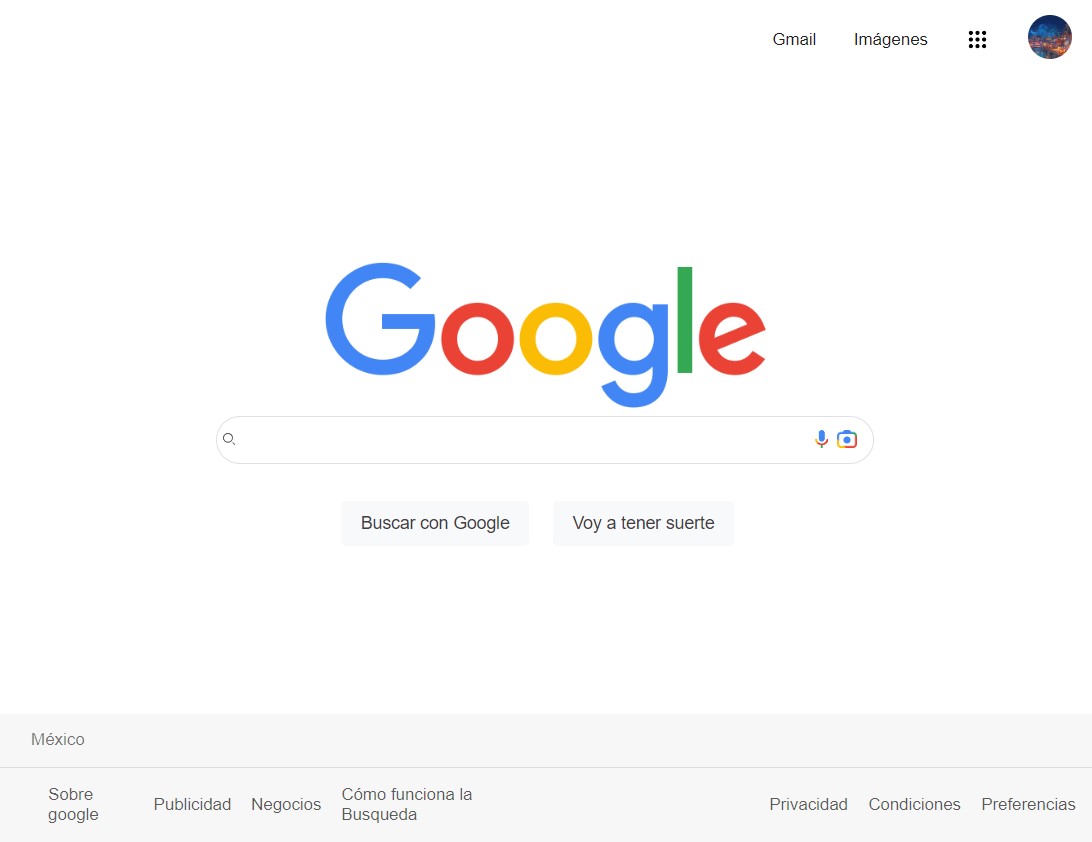 Gmail Imágenes
Google
Buscar con Google Voy a tener suerte
México
Sobre google
Publicidad
Negocios
Cómo funciona la
Busqueda
Privacidad
Condiciones
Preferencias